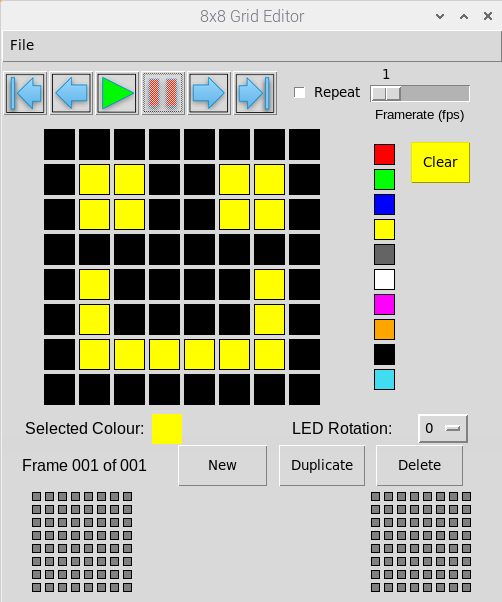 8x8 Grid Editor
File
Repeat
1
Framerate (fps)
Clear
Selected Colour:
LED Rotation:
0
Frame 001 of 001
New
Duplicate
Delete